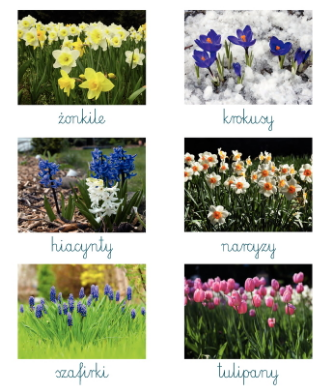 żonkile
krokusy
hiacynty
narcyzy
szafirki
tulipany